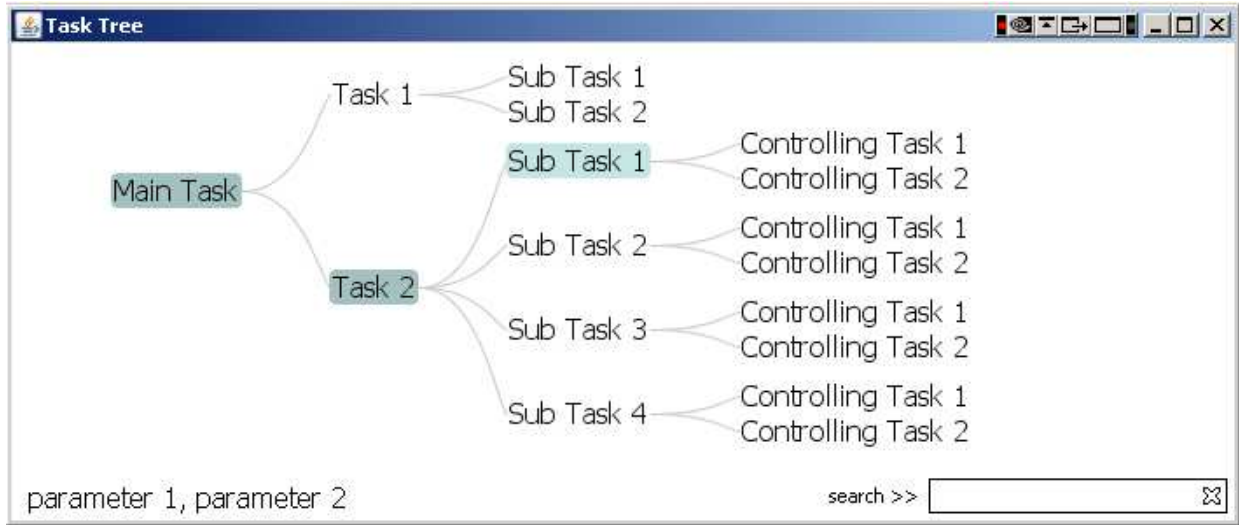 Task Tree
Main Task
Task 1
Sub Task 1
Sub Task 2
Task 2
Sub Task 1
Controlling Task 1
Controlling Task 2
Sub Task 2
Controlling Task 1
Controlling Task 2
Sub Task 3
Controlling Task 1
Controlling Task 2
Sub Task 4
Controlling Task 1
Controlling Task 2
parameter 1, parameter 2
search >>